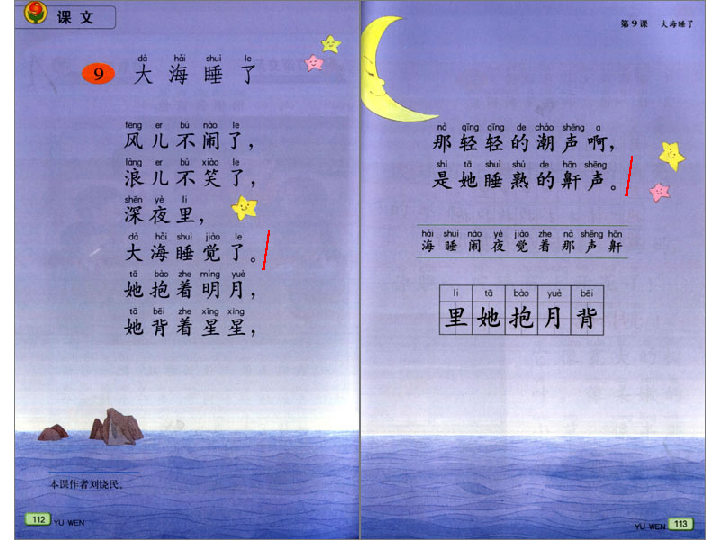 课文
9
dà hǎi shuì le
大海睡了
fēng er bú nào le
风儿不闹了，
làng er bú xiào le
浪儿不笑了，
shēn yè li
深夜里，
dà hǎi shuì jiào le
大海睡觉了。
tā bào zhe míng yuè
她抱着明月，
tā bēi zhe xīng xing
她背着星星，
本课作者刘饶民。
112 YU WEN
第9课 大海睡了
nà qīng qīng de cháo shēng a
那轻轻的潮声啊，
shì tā shuì shú de hān shēng
是她睡熟的鼾声。
hǎi shuì nào yè jiào zhe nà shēng hān
海睡闹夜觉着那声鼾
li tā bào yuè bēi
里她抱月背
YU WEN 113